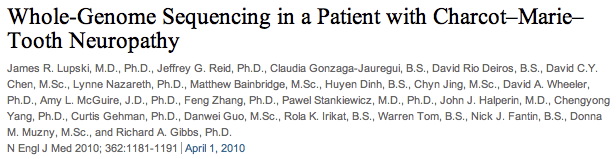 Whole-Genome Sequencing in a Patient with Charcot–Marie–
Tooth Neuropathy
James R. Lupski, M.D., Ph.D., Jeffrey G. Reid, Ph.D., Claudia Gonzaga-Jauregui, B.S., David Rio Deiros, B.S., David C.Y.
Chen, M.Sc., Lynne Nazareth, Ph.D., Matthew Bainbridge, M.Sc., Huyen Dinh, B.S., Chyn Jing, M.Sc., David A. Wheeler,
Ph.D., Amy L. McGuire, J.D., Ph.D., Feng Zhang, Ph.D., Pawel Stankiewicz, M.D., Ph.D., John J. Halperin, M.D., Chengyong
Yang, Ph.D., Curtis Gehman, Ph.D., Danwei Guo, M.Sc., Rola K. Irikat, B.S., Warren Tom, B.S., Nick J. Fantin, B.S., Donna
M. Muzny, M.Sc., and Richard A. Gibbs, Ph.D.
N Engl J Med 2010; 362:1181-1191 | April 1, 2010